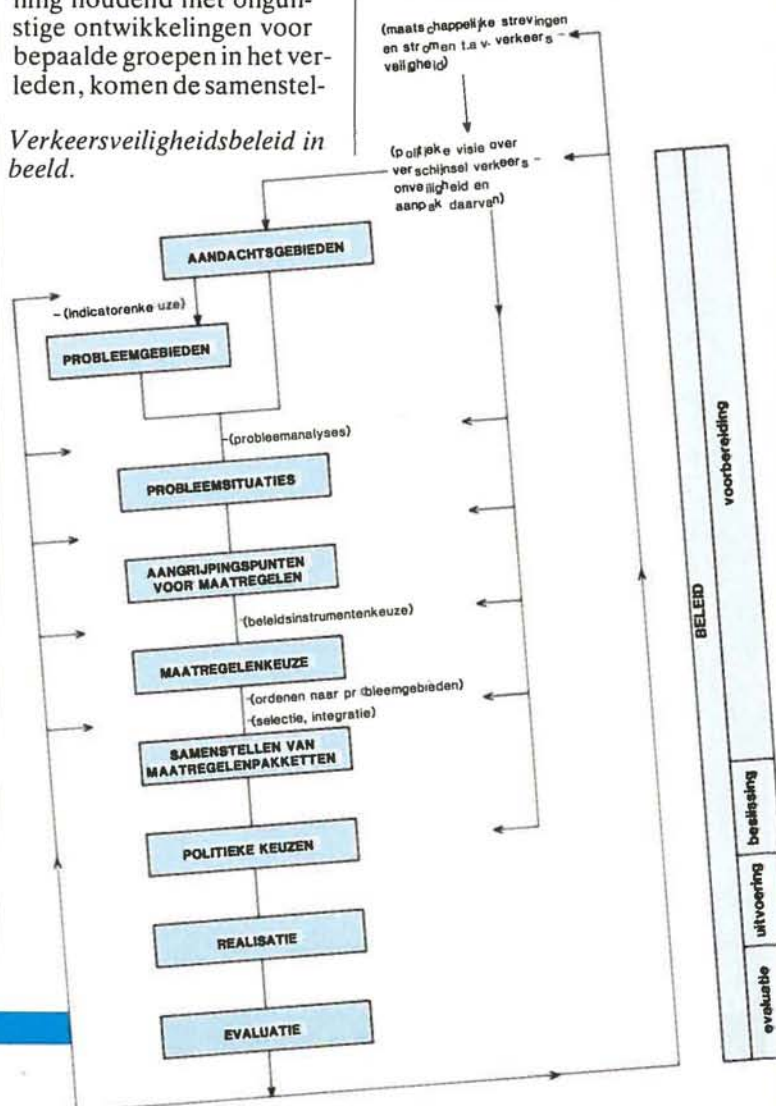 ning houdend met ongun-
stige ontwikkelingen voor
bepaalde groepen in het ver-
leden, komen de samenstel-
Verkeersveiligheidsbeleid in
beeld.
(maatschappelijke strevingen
en stromen t.a.v. verkeers-
veiligheid)
(politieke visie over
verschijnsel verkeers-
onveiligheid en
aanpak daarvan)
AANDACHTSGEBIEDEN
-(indicatorenkeuze)
PROBLEEMGEBIEDEN
-(probleemanalyses)
PROBLEEMSITUATIES
AANGRIJPINGSPUNTEN
VOOR MAATREGELEN
-(beleidsinstrumentenkeuze)
MAATREGELENKEUZE
-(ordenen naar probleemgebieden)
-(selectie, integratie)
SAMENSTELLEN VAN
MAATREGELENPAKKETTEN
POLITIEKE KEUZEN
REALISATIE
EVALUATIE
BELEID
voorbereiding
beslissing
uitvoering
evaluatie